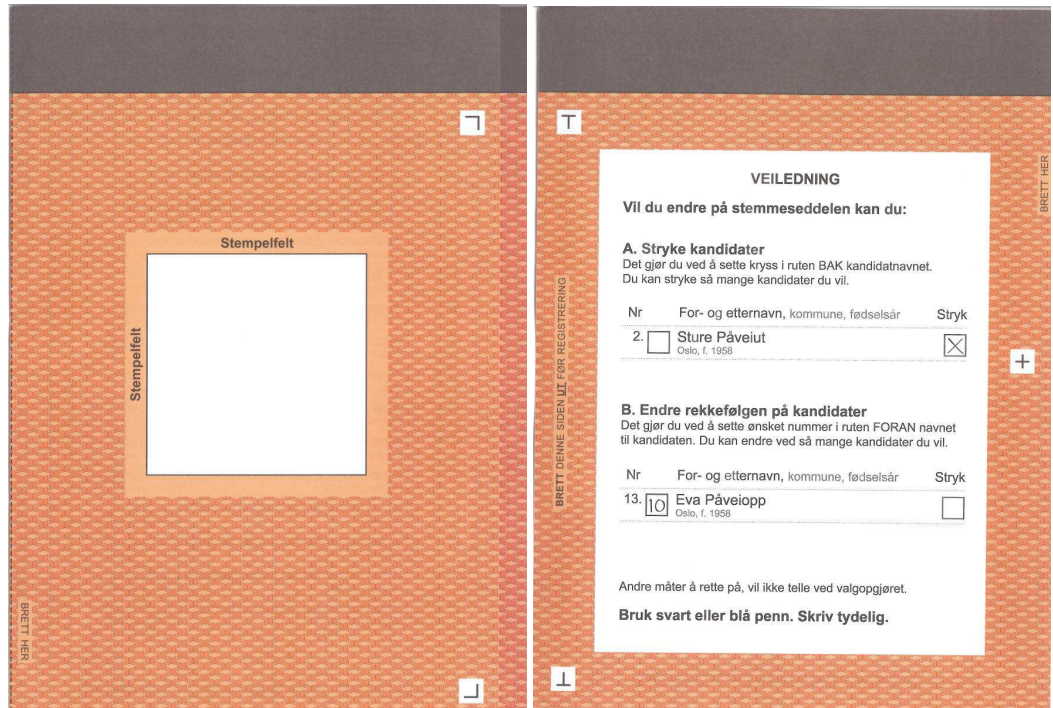 Stempelfelt
Stempelfelt
BRETT HER
VEILEDNING
Vil du endre på stemmeseddelen kan du:
A. Stryke kandidater
Det gjør du ved å sette kryss i ruten BAK kandidatnavnet.
Du kan stryke så mange kandidater du vil.
Nr For- og etternavn, kommune, fødselsår Stryk
2. Sture Påveiut
Oslo, f. 1958
B. Endre rekkefølgen på kandidater
Det gjør du ved å sette ønsket nummer i ruten FORAN navnet
til kandidaten. Du kan endre ved så mange kandidater du vil.
Nr For- og etternavn, kommune, fødselsår Stryk
13. 10 Eva Påveiopp
Oslo, f. 1958
Andre måter å rette på, vil ikke telle ved valgopgjøret.
Bruk svart eller blå penn. Skriv tydelig.
BRETT DENNE SIDEN UT FØR REGISTRERING
BRETT HER